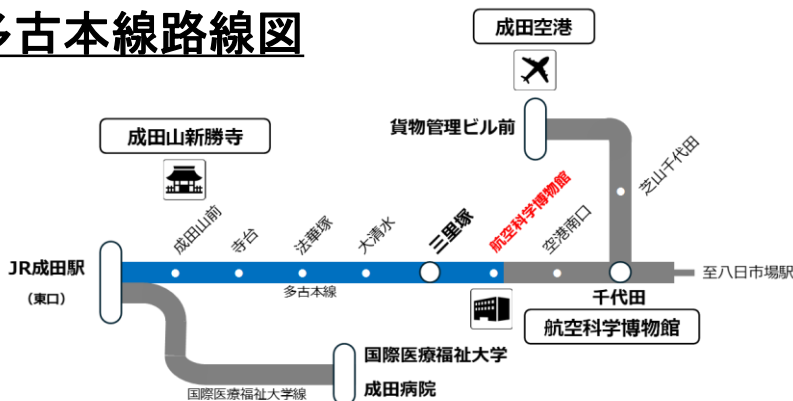 多古本線路線図
成田空港
貨物管理ビル前
成田山新勝寺
芝山千代田
成田山前
寺台
法華塚
大清水
三里塚
航空科学博物館
空港南口
JR成田駅
（東口）
多古本線
至八日市場駅
千代田
航空科学博物館
国際医療福祉大学
成田病院
国際医療福祉大学線